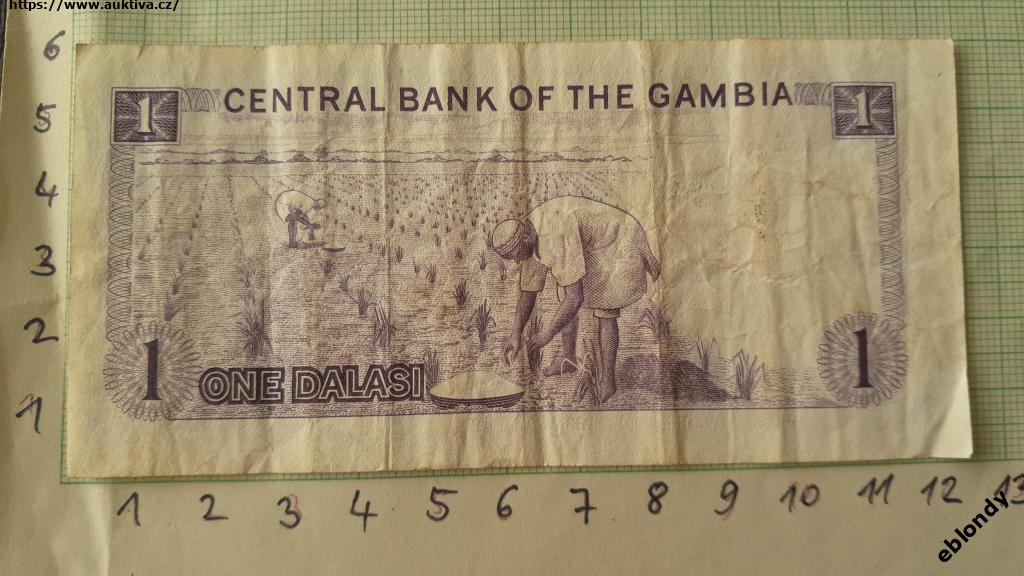 https://www.auktiva.cz/
6
5
4
3
2
1
1 CENTRAL BANK OF THE GAMBIA 1
1 ONE DALASI 1
1 2 3 4 5 6 7 8 9 10 11 12 13
eblondy